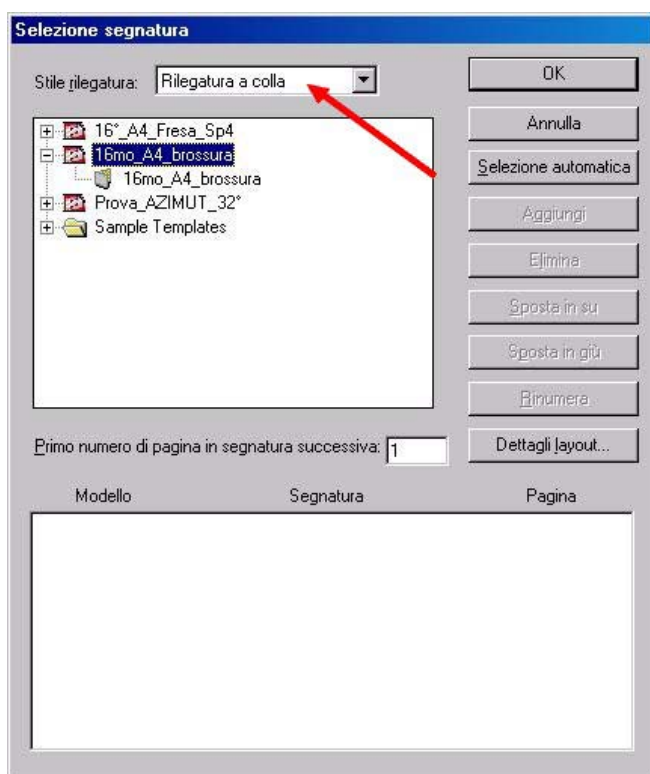 Selezione segnatura
Stile rilegatura: Rilegatura a colla
OK
Annulla
Selezione automatica
Aggiungi
Elimina
Sposta in su
Sposta in giù
Rinumera
Dettagli layout...
16°_A4_Fresa_Sp4
16mo_A4_brossura
16mo_A4_brossura
Prova_AZIMUT_32°
Sample Templates
Primo numero di pagina in segnatura successiva: 1
Modello Segnatura Pagina